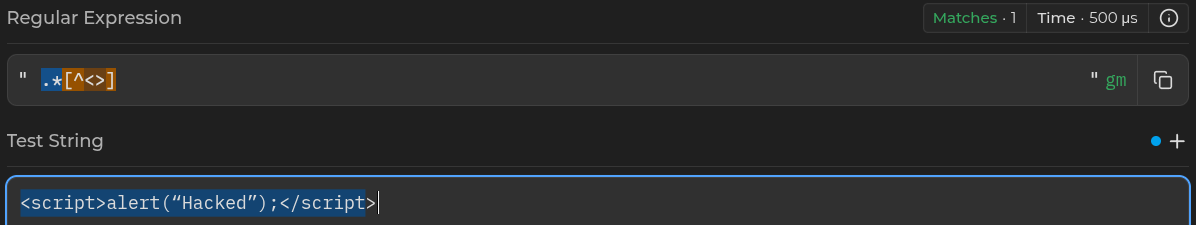 Regular Expression Matches · 1 Time · 500 µs
" .*[^<>] " gm
Test String
<script>alert(“Hacked”);</script>